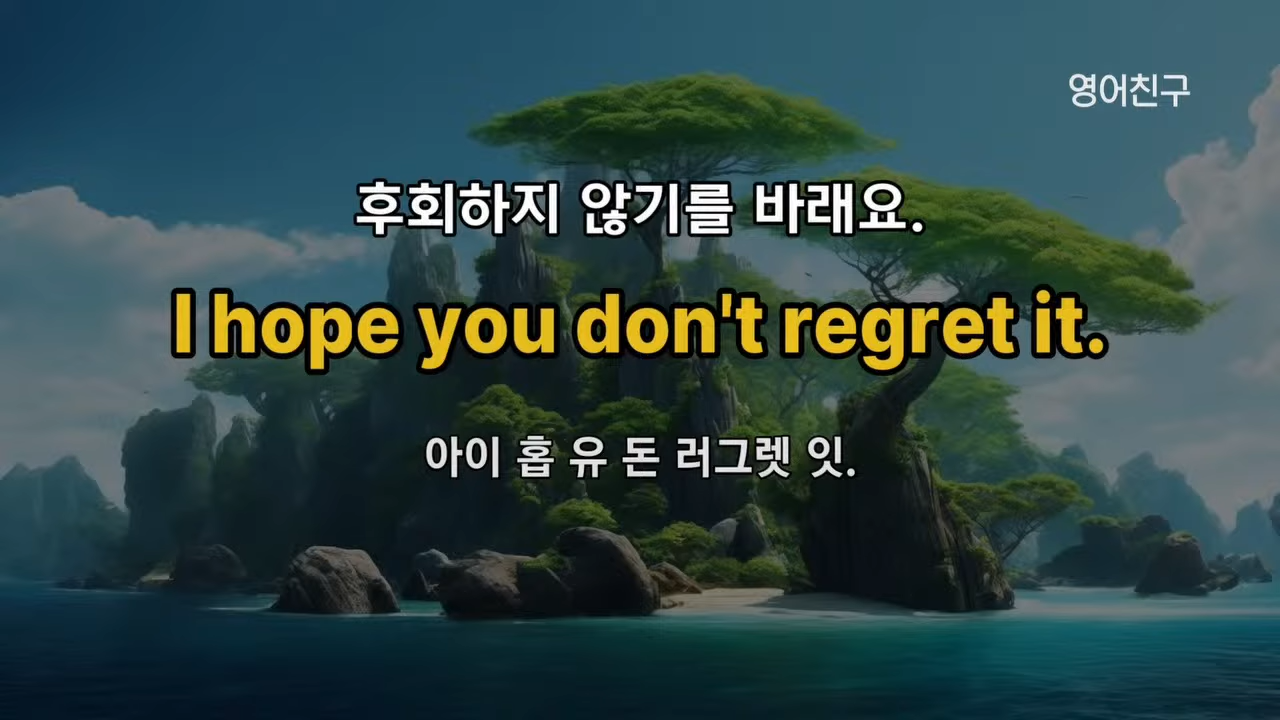 영어친구
후회하지 않기를 바래요.
I hope you don't regret it.
아이 홉 유 돈 러그렛 잇.